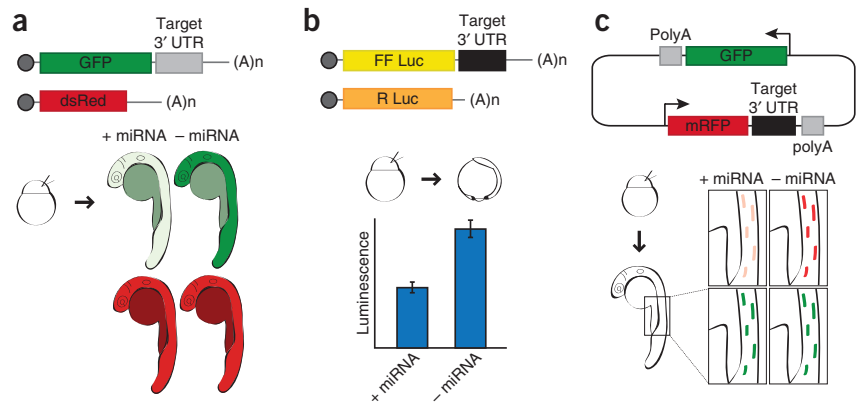 a
Target
3′ UTR
GFP
(A)n
dsRed
(A)n
+ miRNA – miRNA
b
Target
3′ UTR
FF Luc
(A)n
R Luc
(A)n
Luminescence
+ miRNA
– miRNA
c
PolyA
GFP
Target
3′ UTR
mRFP
polyA
+ miRNA – miRNA